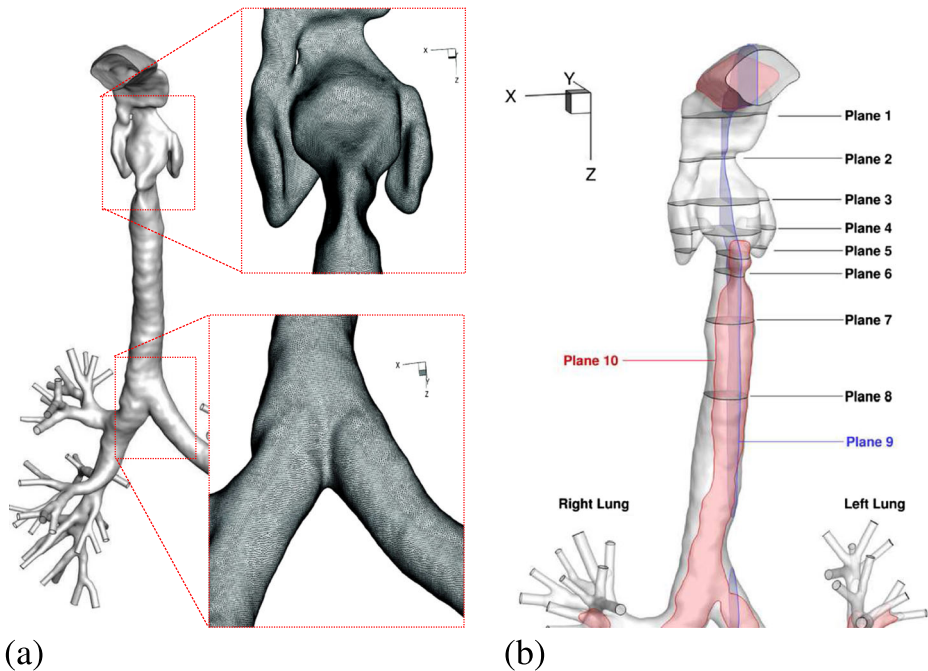 X
Z
X
Y
Z
X
Y
Z
Plane 1
Plane 2
Plane 3
Plane 4
Plane 5
Plane 6
Plane 7
Plane 10
Plane 8
Plane 9
Right Lung
Left Lung
(a)
(b)